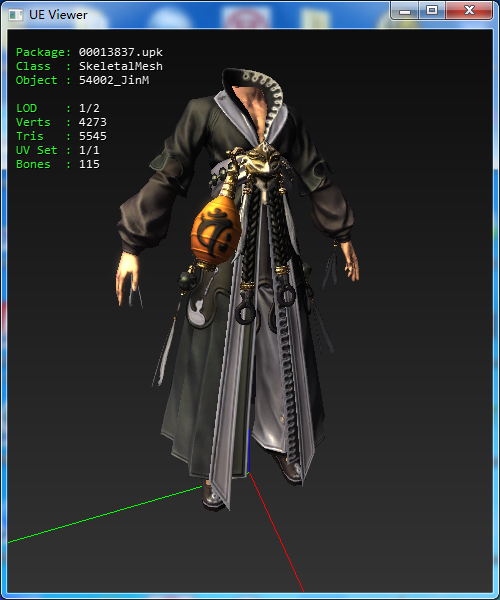 UE Viewer
Package: 00013837.upk
Class : SkeletalMesh
Object : 54002_JinM
LOD : 1/2
Verts : 4273
Tris : 5545
UV Set : 1/1
Bones : 115